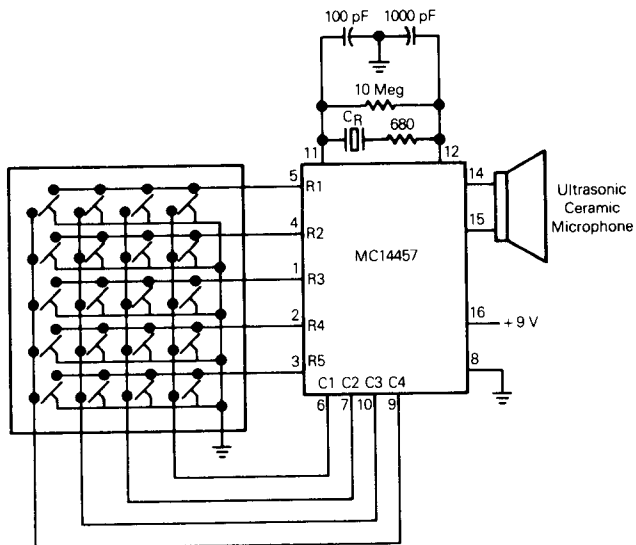 100 pF 1000 pF
10 Meg
CR 680
11 12
5 R1 14
Ultrasonic
Ceramic
Microphone
4 R2 15
1 R3 MC14457
2 R4 16 +9 V
3 R5 8
C1 C2 C3 C4
6 7 10 9